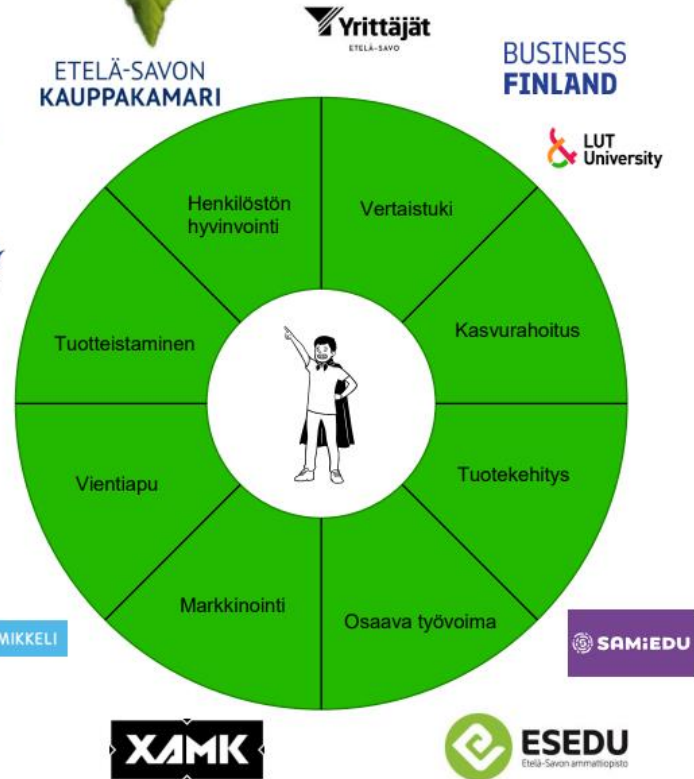 Yrittäjät
ETELÄ-SAVO
ETELÄ-SAVON
KAUPPAKAMARI
BUSINESS
FINLAND
LUT
University
Henkilöstön
hyvinvointi
Vertaistuki
Tuotteistaminen
Kasvurahoitus
Vientiapu
Tuotekehitys
Markkinointi
Osaava työvoima
MIKKELI
SAMiEDU
XAMK
ESEDU
Etelä-Savon ammattiopisto